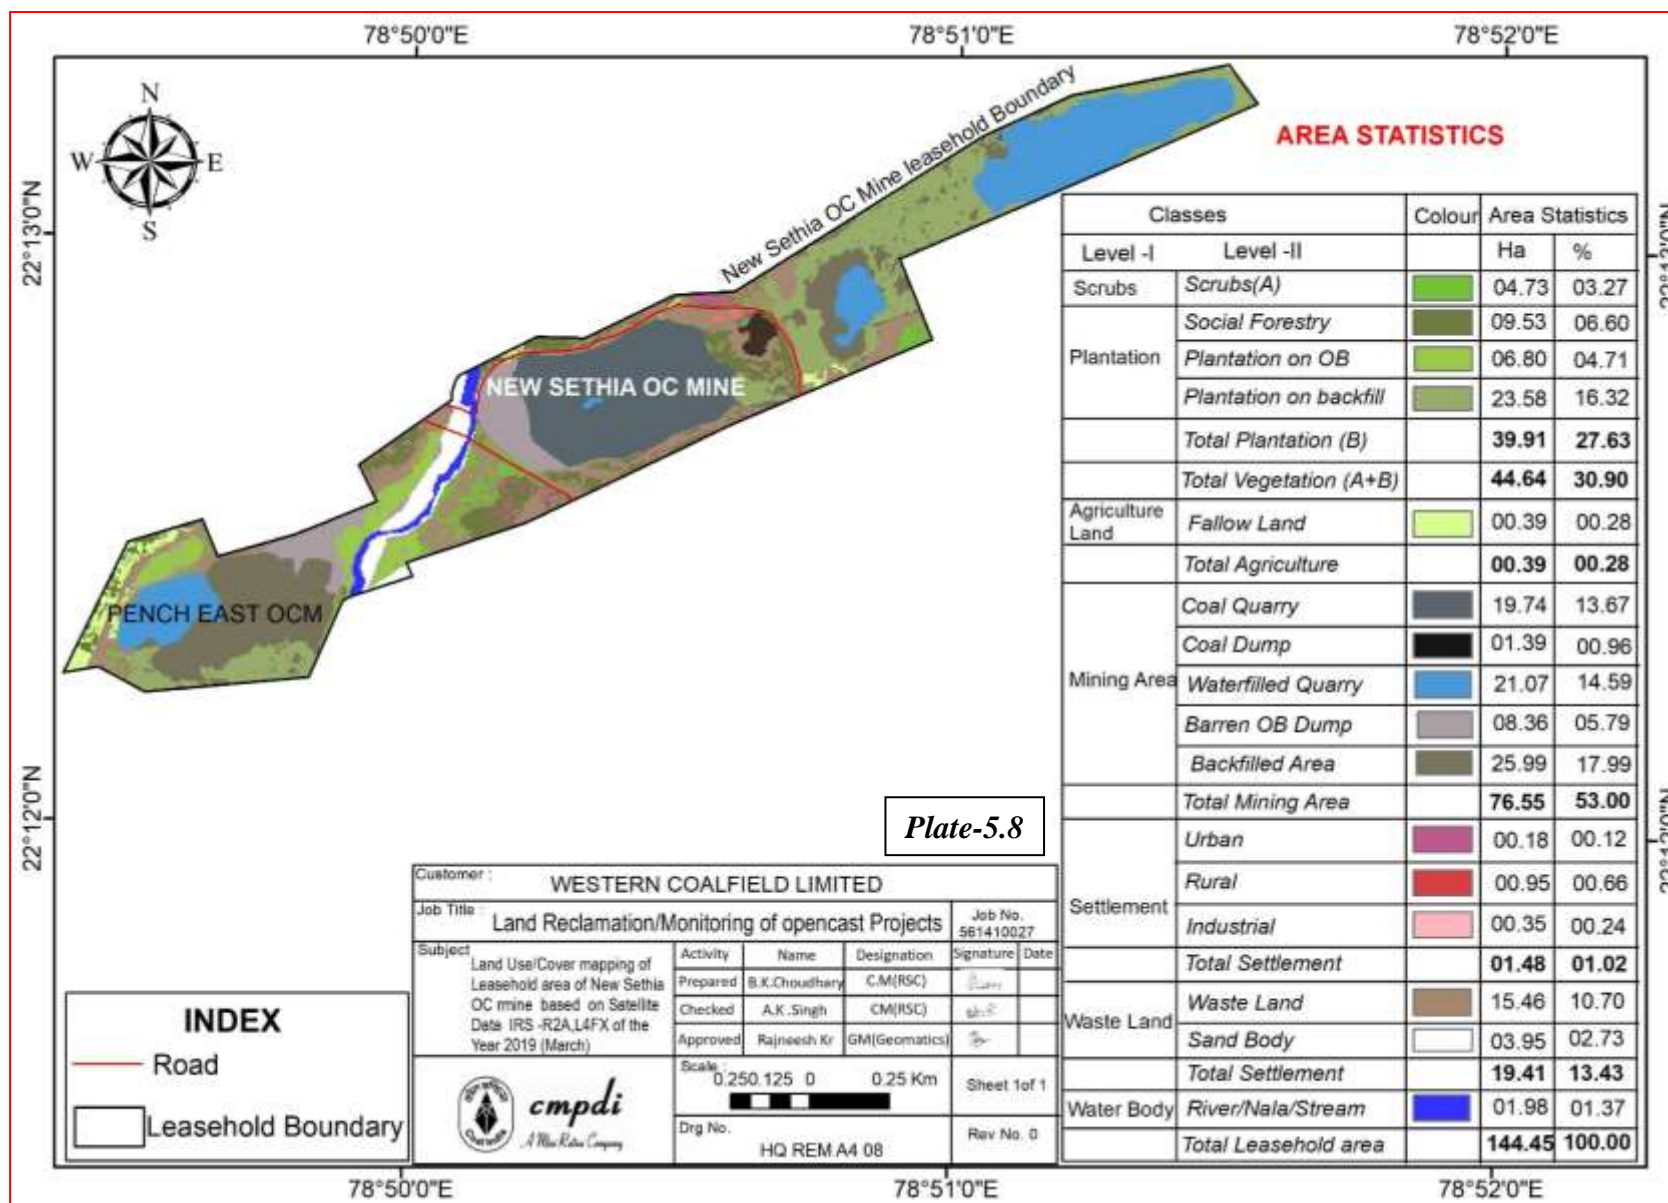 78°50'0"E 78°51'0"E 78°52'0"E
N
W E
S
22°13'0"N
22°12'0"N
New Sethia OC Mine leasehold Boundary
NEW SETHIA OC MINE
PENCH EAST OCM
AREA STATISTICS
Classes Colour Area Statistics
Level -I Level -II Ha %
Scrubs Scrubs(A) 04.73 03.27
Plantation
Social Forestry 09.53 06.60
Plantation on OB 06.80 04.71
Plantation on backfill 23.58 16.32
Total Plantation (B) 39.91 27.63
Total Vegetation (A+B) 44.64 30.90
Agriculture
Land
Fallow Land 00.39 00.28
Total Agriculture 00.39 00.28
Mining Area
Coal Quarry 19.74 13.67
Coal Dump 01.39 00.96
Waterfilled Quarry 21.07 14.59
Barren OB Dump 08.36 05.79
Backfilled Area 25.99 17.99
Total Mining Area 76.55 53.00
Settlement
Urban 00.18 00.12
Rural 00.95 00.66
Industrial 00.35 00.24
Total Settlement 01.48 01.02
Waste Land
Waste Land 15.46 10.70
Sand Body 03.95 02.73
Total Settlement 19.41 13.43
Water Body River/Nala/Stream 01.98 01.37
Total Leasehold area 144.45 100.00
Plate-5.8
Customer :
WESTERN COALFIELD LIMITED
Job Title :
Land Reclamation/Monitoring of opencast Projects
Job No.
561410027
Subject
Land Use/Cover mapping of
Leasehold area of New Sethia
OC mine based on Satellite
Data IRS -R2A,L4FX of the
Year 2019 (March)
Activity Name Designation Signature Date
Prepared B.K.Choudhary C.M(RSC)
Checked A.K .Singh CM(RSC)
Approved Rajneesh Kr GM(Geomatics)
Scale :
0.25 0.125 0 0.25 Km
Sheet 1of 1
Drg No.
HQ REM A4 08
Rev No. 0
cmpdi
A Mini Ratna Company
INDEX
Road
Leasehold Boundary
78°50'0"E 78°51'0"E 78°52'0"E